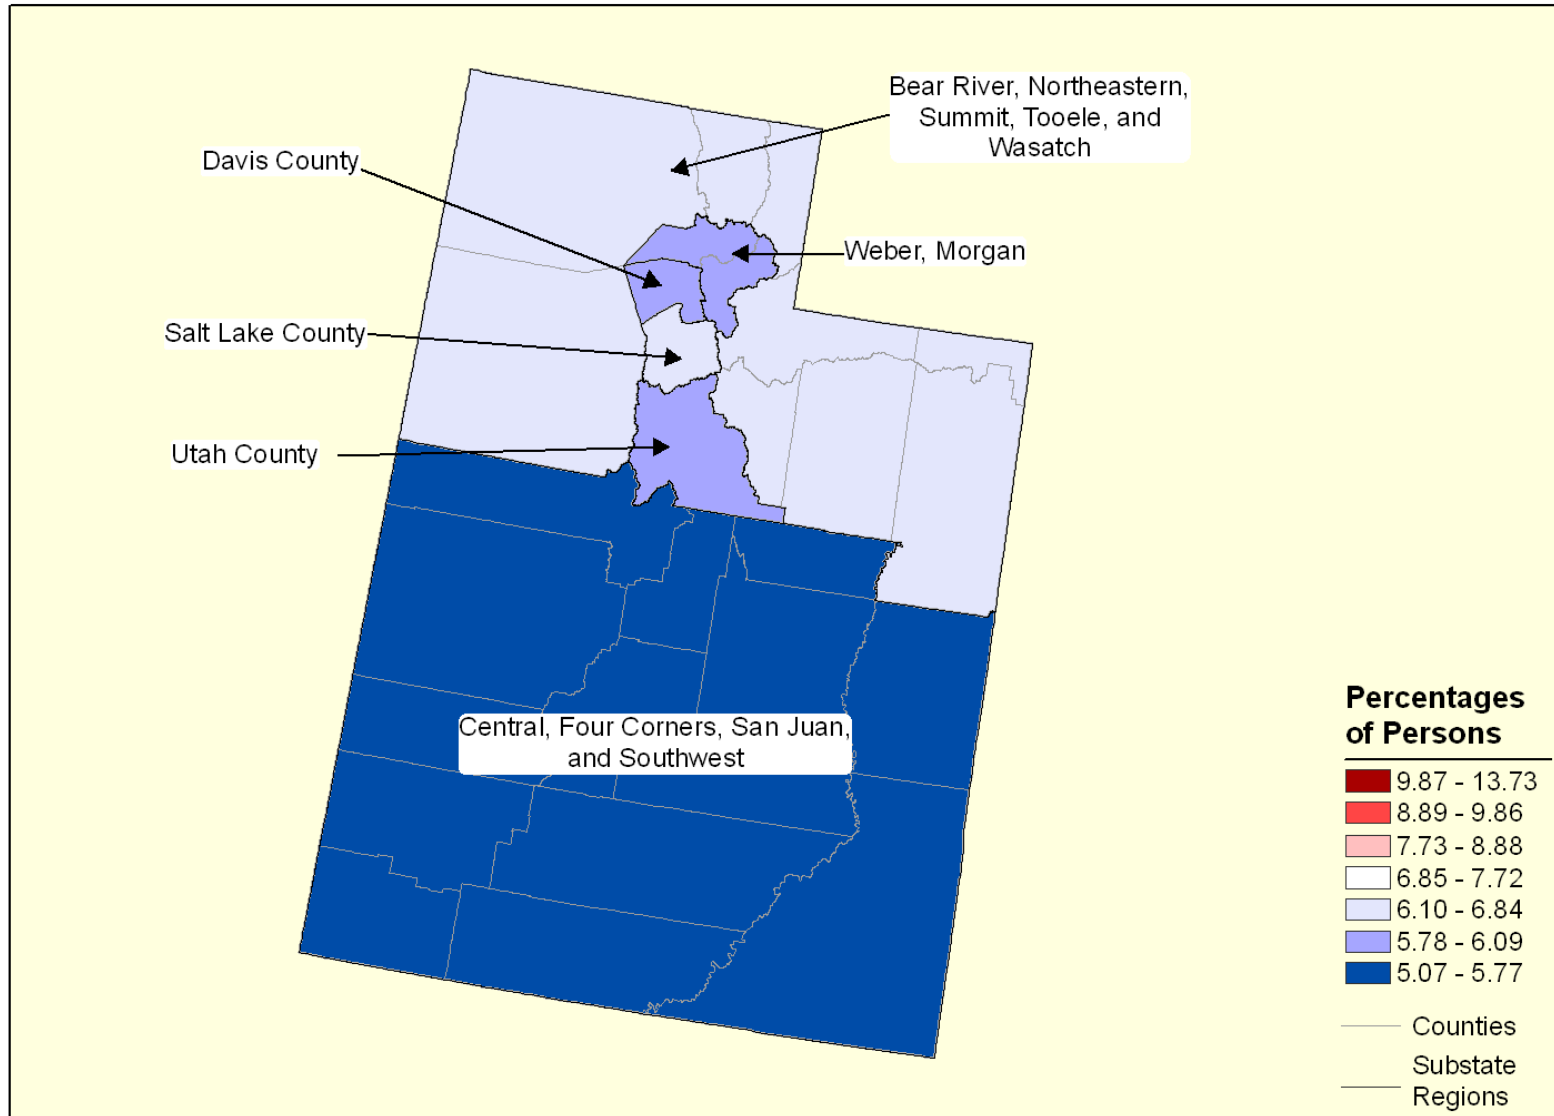 Bear River, Northeastern,
Summit, Tooele, and
Wasatch
Davis County
Weber, Morgan
Salt Lake County
Utah County
Central, Four Corners, San Juan,
and Southwest
Percentages
of Persons
9.87 - 13.73
8.89 - 9.86
7.73 - 8.88
6.85 - 7.72
6.10 - 6.84
5.78 - 6.09
5.07 - 5.77
Counties
Substate
Regions